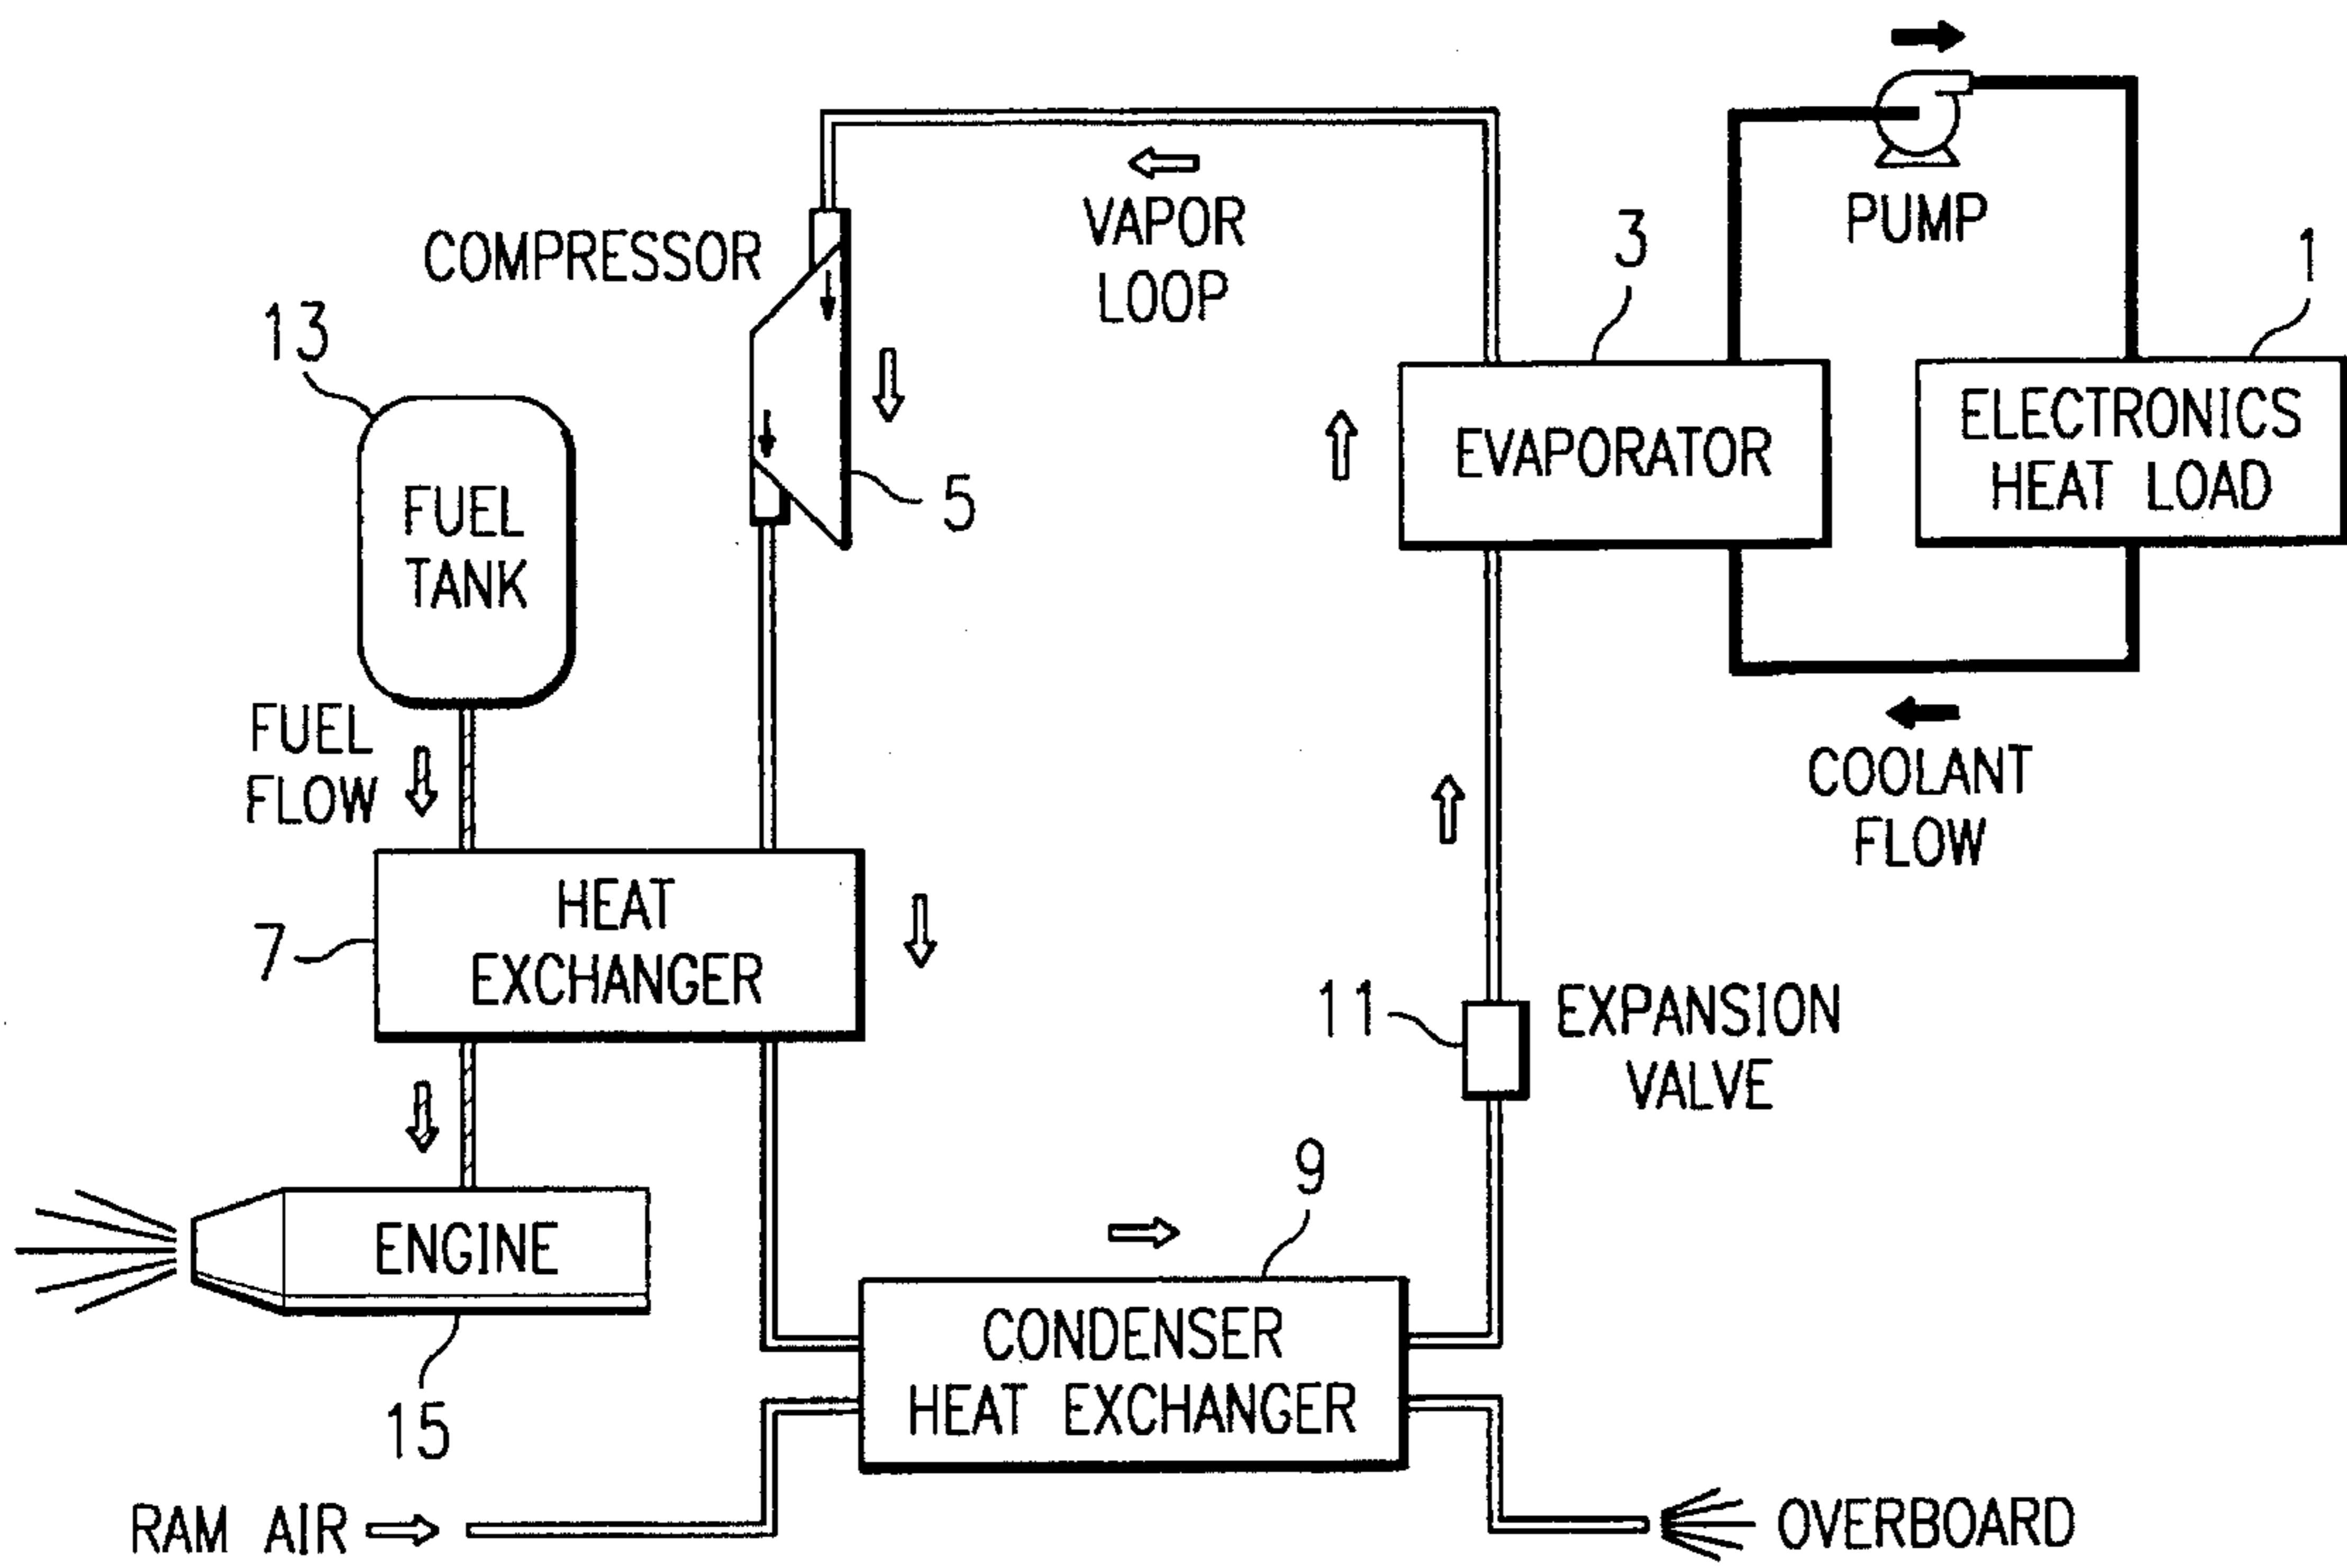 COMPRESSOR
VAPOR
LOOP
PUMP
3
1
13
5
EVAPORATOR
ELECTRONICS
HEAT LOAD
FUEL
TANK
FUEL
FLOW
COOLANT
FLOW
HEAT
EXCHANGER
7
11
EXPANSION
VALVE
9
ENGINE
15
CONDENSER
HEAT EXCHANGER
RAM AIR
OVERBOARD